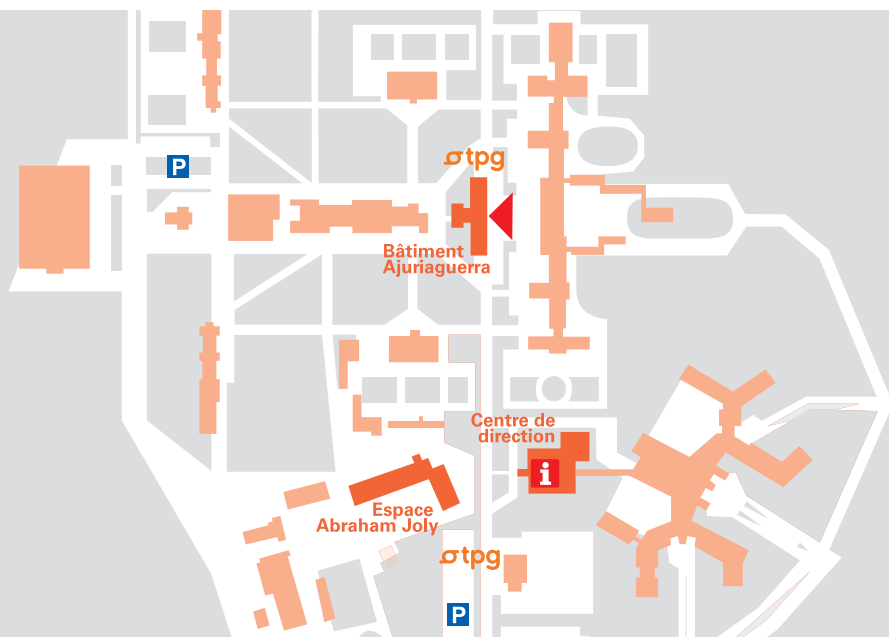 tpg
P
Bâtiment
Ajuriaguerra
Centre de
direction
i
Espace
Abraham Joly
tpg
P